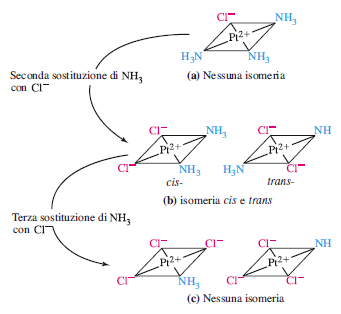 Cl⁻ NH₃
Pt²⁺
H₃N NH₃
(a) Nessuna isomeria
Seconda sostituzione di NH₃
con Cl⁻
Cl⁻ NH₃ Cl⁻ NH
Pt²⁺ Pt²⁺
Cl⁻ NH₃ H₃N Cl⁻
cis- trans-
(b) isomeria cis e trans
Terza sostituzione di NH₃
con Cl⁻
Cl⁻ Cl⁻ Cl⁻ NH
Pt²⁺ Pt²⁺
Cl⁻ NH₃ Cl⁻ Cl⁻
(c) Nessuna isomeria